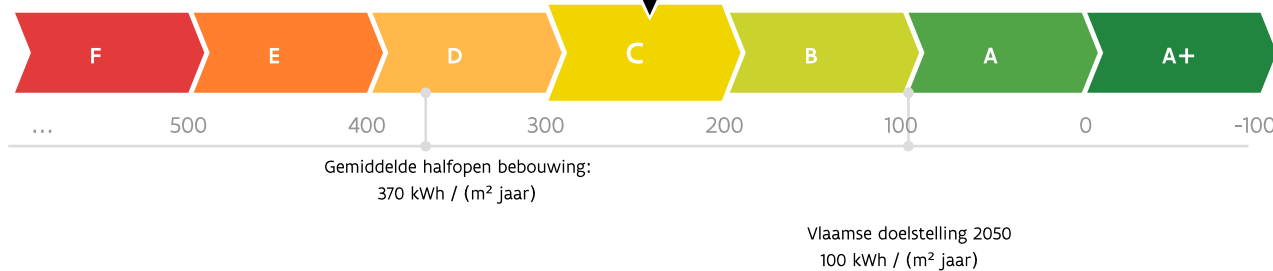 F E D C B A A+
... 500 400 300 200 100 0 -100
Gemiddelde halfopen bebouwing:
370 kWh / (m² jaar)
Vlaamse doelstelling 2050
100 kWh / (m² jaar)